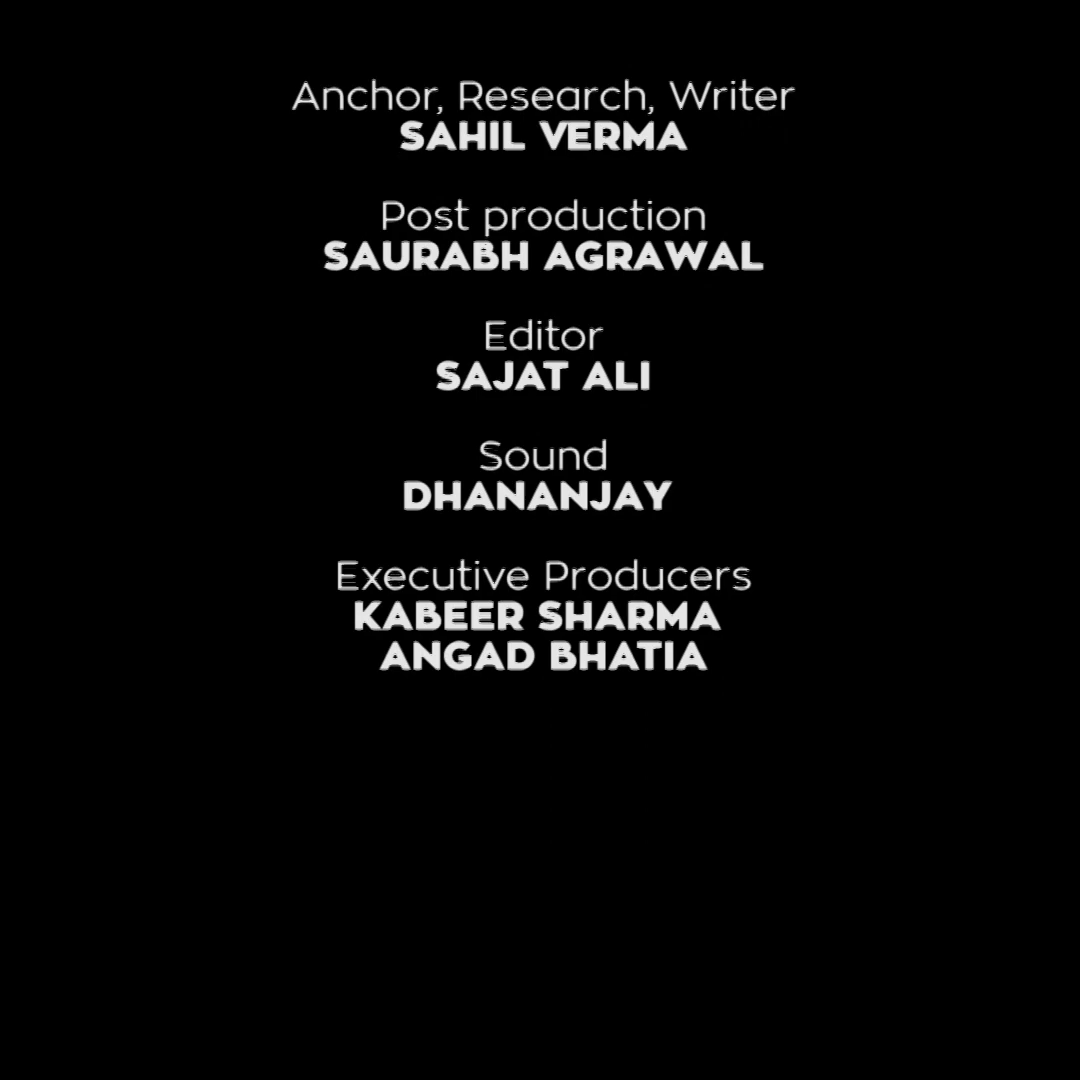 Anchor, Research, Writer
SAHIL VERMA
Post production
SAURABH AGRAWAL
Editor
SAJAT ALI
Sound
DHANANJAY
Executive Producers
KABEER SHARMA
ANGAD BHATIA